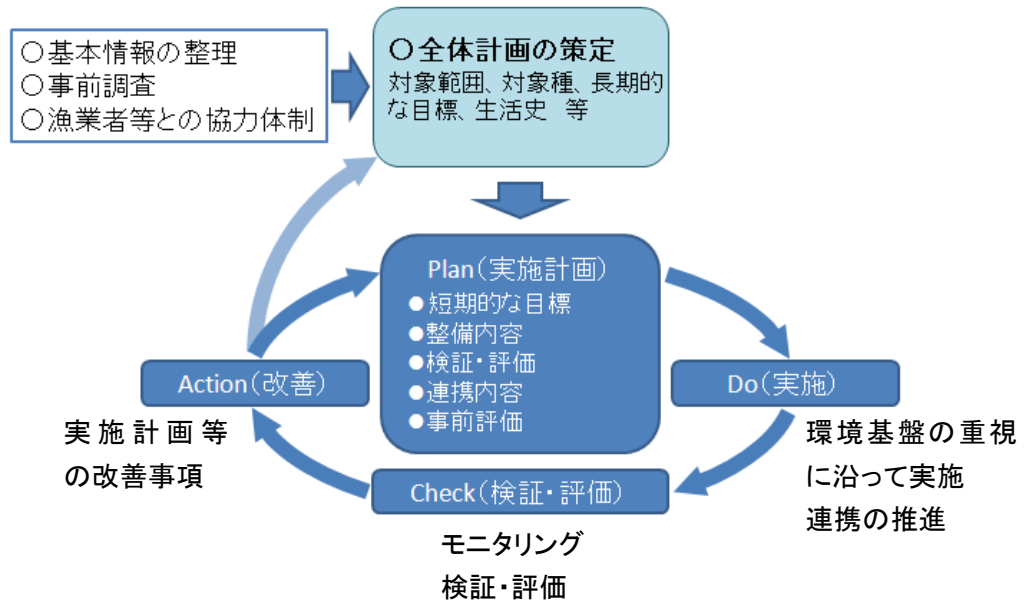 ○基本情報の整理
○事前調査
○漁業者等との協力体制
○全体計画の策定
対象範囲、対象種、長期的
な目標、生活史　等
Plan（実施計画）
●短期的な目標
●整備内容
●検証・評価
●連携内容
●事前評価
Action（改善）
Do（実施）
実施計画等
の改善事項
環境基盤の重視
に沿って実施
連携の推進
Check（検証・評価）
モニタリング
検証・評価